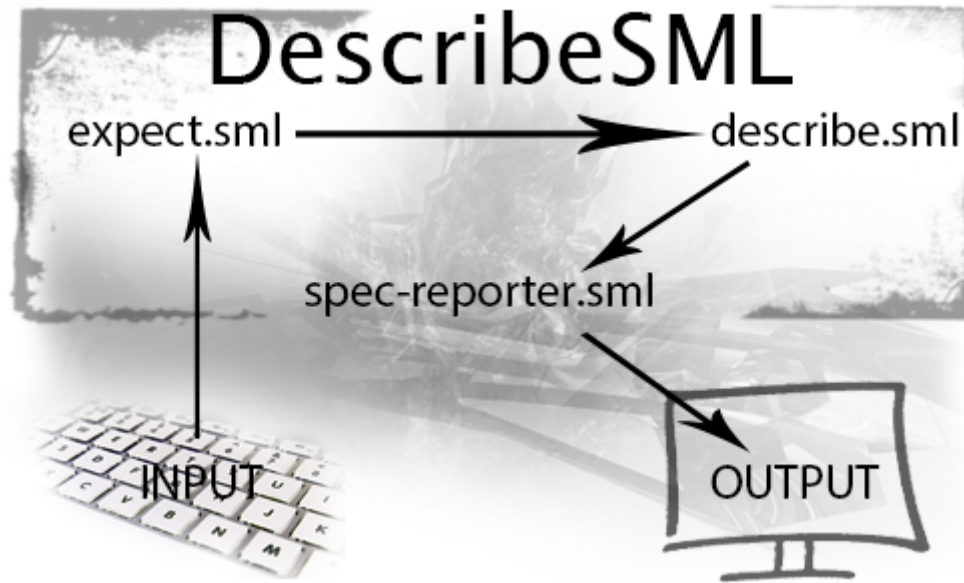 DescribeSML
expect.sml
describe.sml
spec-reporter.sml
INPUT
OUTPUT